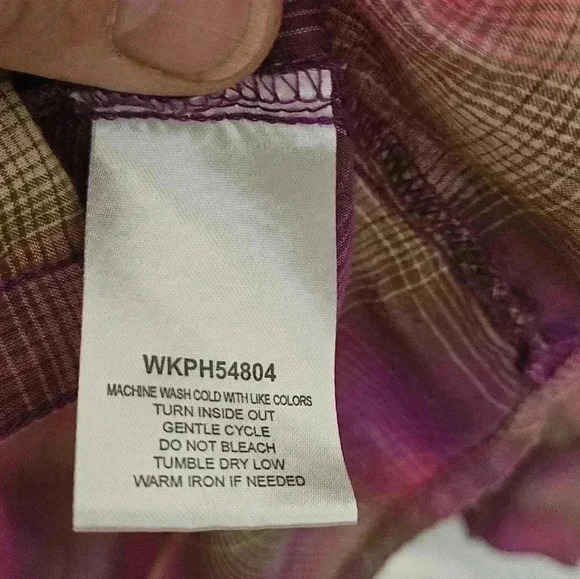 WKPH54804
MACHINE WASH COLD WITH LIKE COLORS
TURN INSIDE OUT
GENTLE CYCLE
DO NOT BLEACH
TUMBLE DRY LOW
WARM IRON IF NEEDED